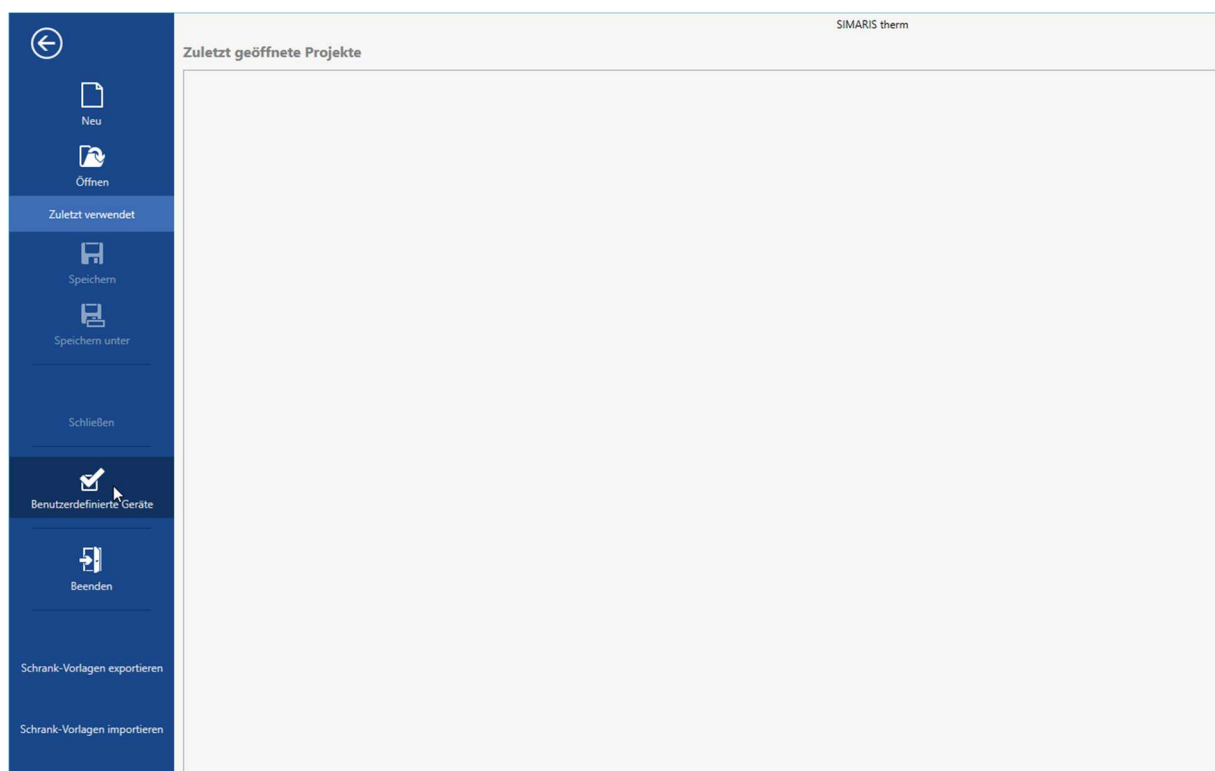 SIMARIS therm
Zuletzt geöffnete Projekte
Neu
Öffnen
Zuletzt verwendet
Speichern
Speichern unter
Schließen
Benutzerdefinierte Geräte
Beenden
Schrank-Vorlagen exportieren
Schrank-Vorlagen importieren